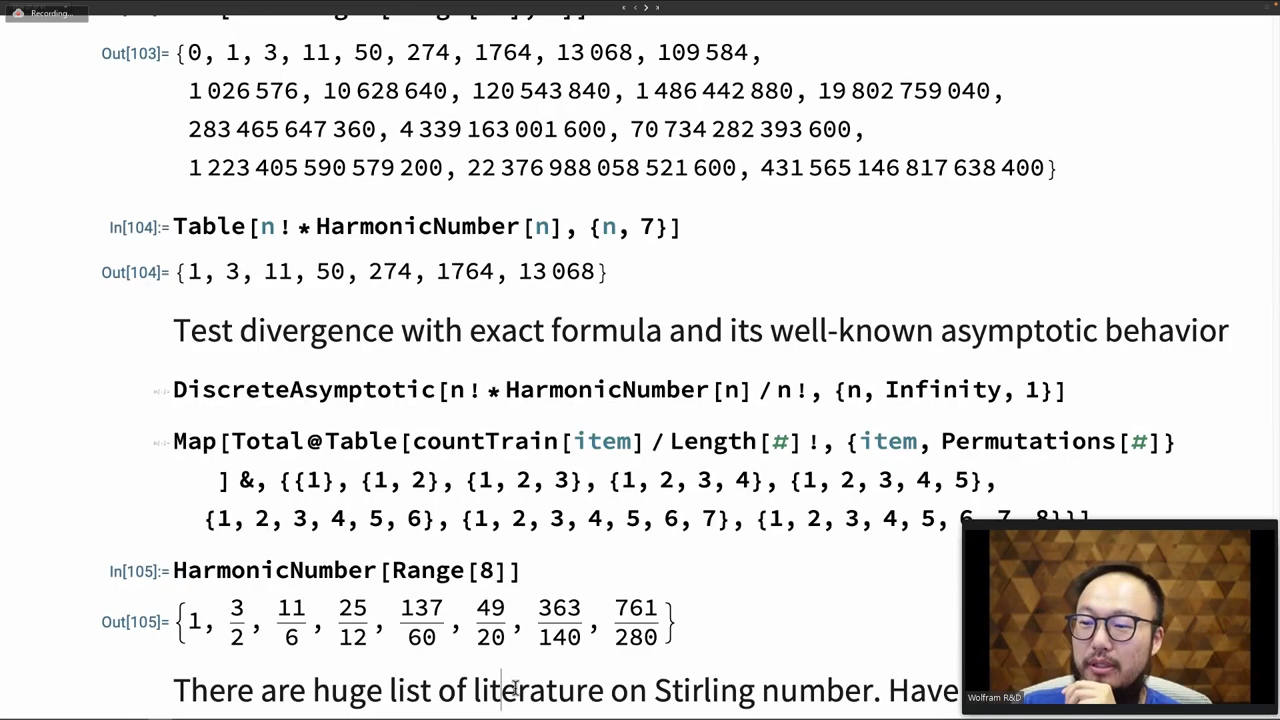 Recording...
Out[103]= {0, 1, 3, 11, 50, 274, 1764, 13 068, 109 584,
1 026 576, 10 628 640, 120 543 840, 1 486 442 880, 19 802 759 040,
283 465 647 360, 4 339 163 001 600, 70 734 282 393 600,
1 223 405 590 579 200, 22 376 988 058 521 600, 431 565 146 817 638 400}
In[104]:= Table[n! * HarmonicNumber[n], {n, 7}]
Out[104]= {1, 3, 11, 50, 274, 1764, 13 068}
Test divergence with exact formula and its well-known asymptotic behavior
DiscreteAsymptotic[n! * HarmonicNumber[n] / n!, {n, Infinity, 1}]
Map[Total@Table[countTrain[item] / Length[#]!, {item, Permutations[#]}
] &, {{1}, {1, 2}, {1, 2, 3}, {1, 2, 3, 4}, {1, 2, 3, 4, 5},
{1, 2, 3, 4, 5, 6}, {1, 2, 3, 4, 5, 6, 7}, {1, 2, 3, 4, 5, 6, 7, 8}}]
In[105]:= HarmonicNumber[Range[8]]
Out[105]= {1, 3/2, 11/6, 25/12, 137/60, 49/20, 363/140, 761/280}
There are huge list of literature on Stirling number. Have
Wolfram R&D